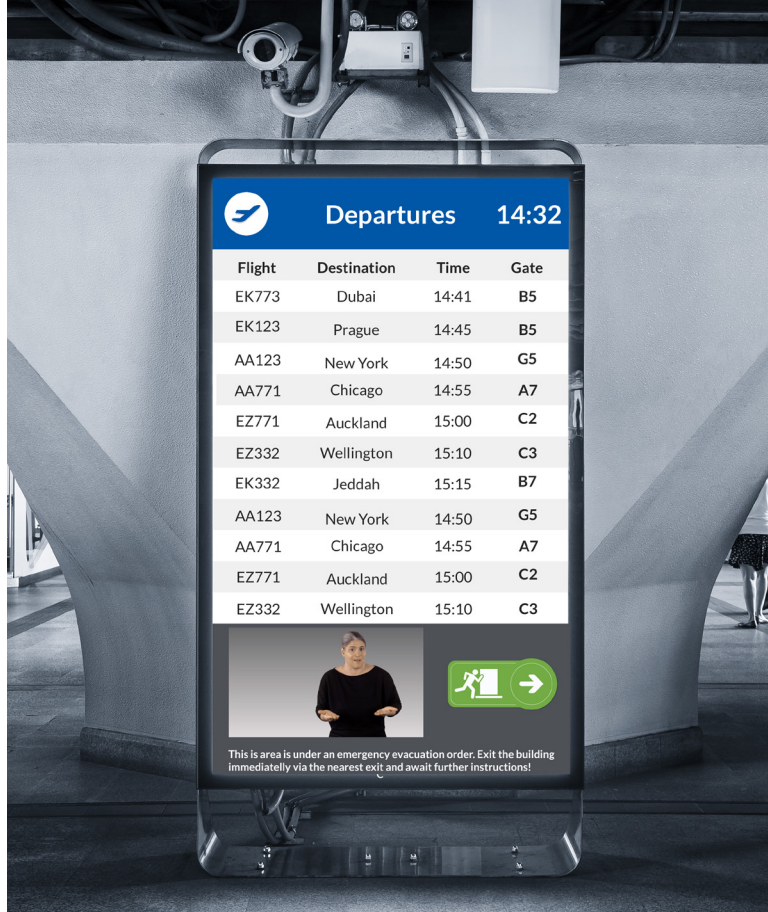 Departures 14:32
Flight Destination Time Gate
EK773 Dubai 14:41 B5
EK123 Prague 14:45 B5
AA123 New York 14:50 G5
AA771 Chicago 14:55 A7
EZ771 Auckland 15:00 C2
EZ332 Wellington 15:10 C3
EK332 Jeddah 15:15 B7
AA123 New York 14:50 G5
AA771 Chicago 14:55 A7
EZ771 Auckland 15:00 C2
EZ332 Wellington 15:10 C3
This is area is under an emergency evacuation order. Exit the building
immediatelly via the nearest exit and await further instructions!